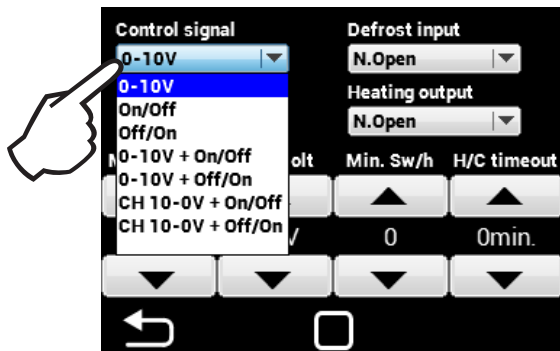 Control signal
Defrost input
0-10V
N.Open
0-10V
Heating output
On/Off
N.Open
Off/On
0-10V + On/Off
Min. Sw/h
H/C timeout
0-10V + Off/On
CH 10-0V + On/Off
CH 10-0V + Off/On
0
0min.